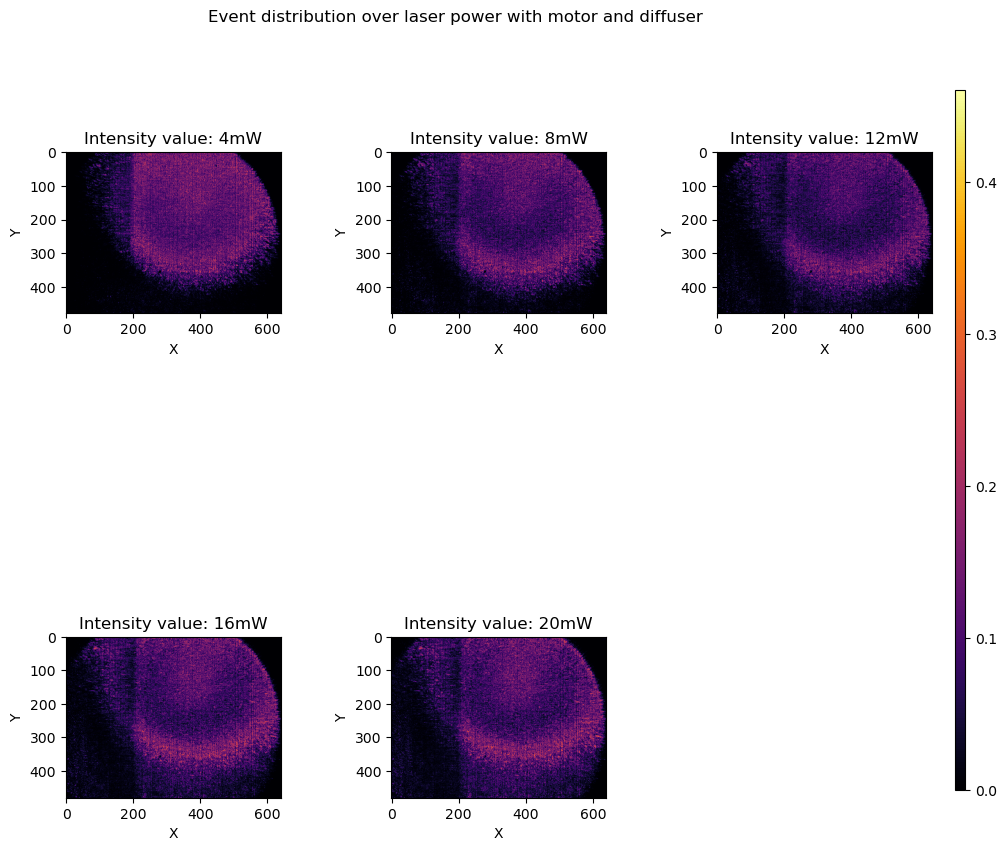 Event distribution over laser power with motor and diffuser
Intensity value: 4mW
0
100
200
300
400
Y
0 200 400 600
X
Intensity value: 8mW
0
100
200
300
400
Y
0 200 400 600
X
Intensity value: 12mW
0
100
200
300
400
Y
0 200 400 600
X
Intensity value: 16mW
0
100
200
300
400
Y
0 200 400 600
X
Intensity value: 20mW
0
100
200
300
400
Y
0 200 400 600
X
0.4
0.3
0.2
0.1
0.0